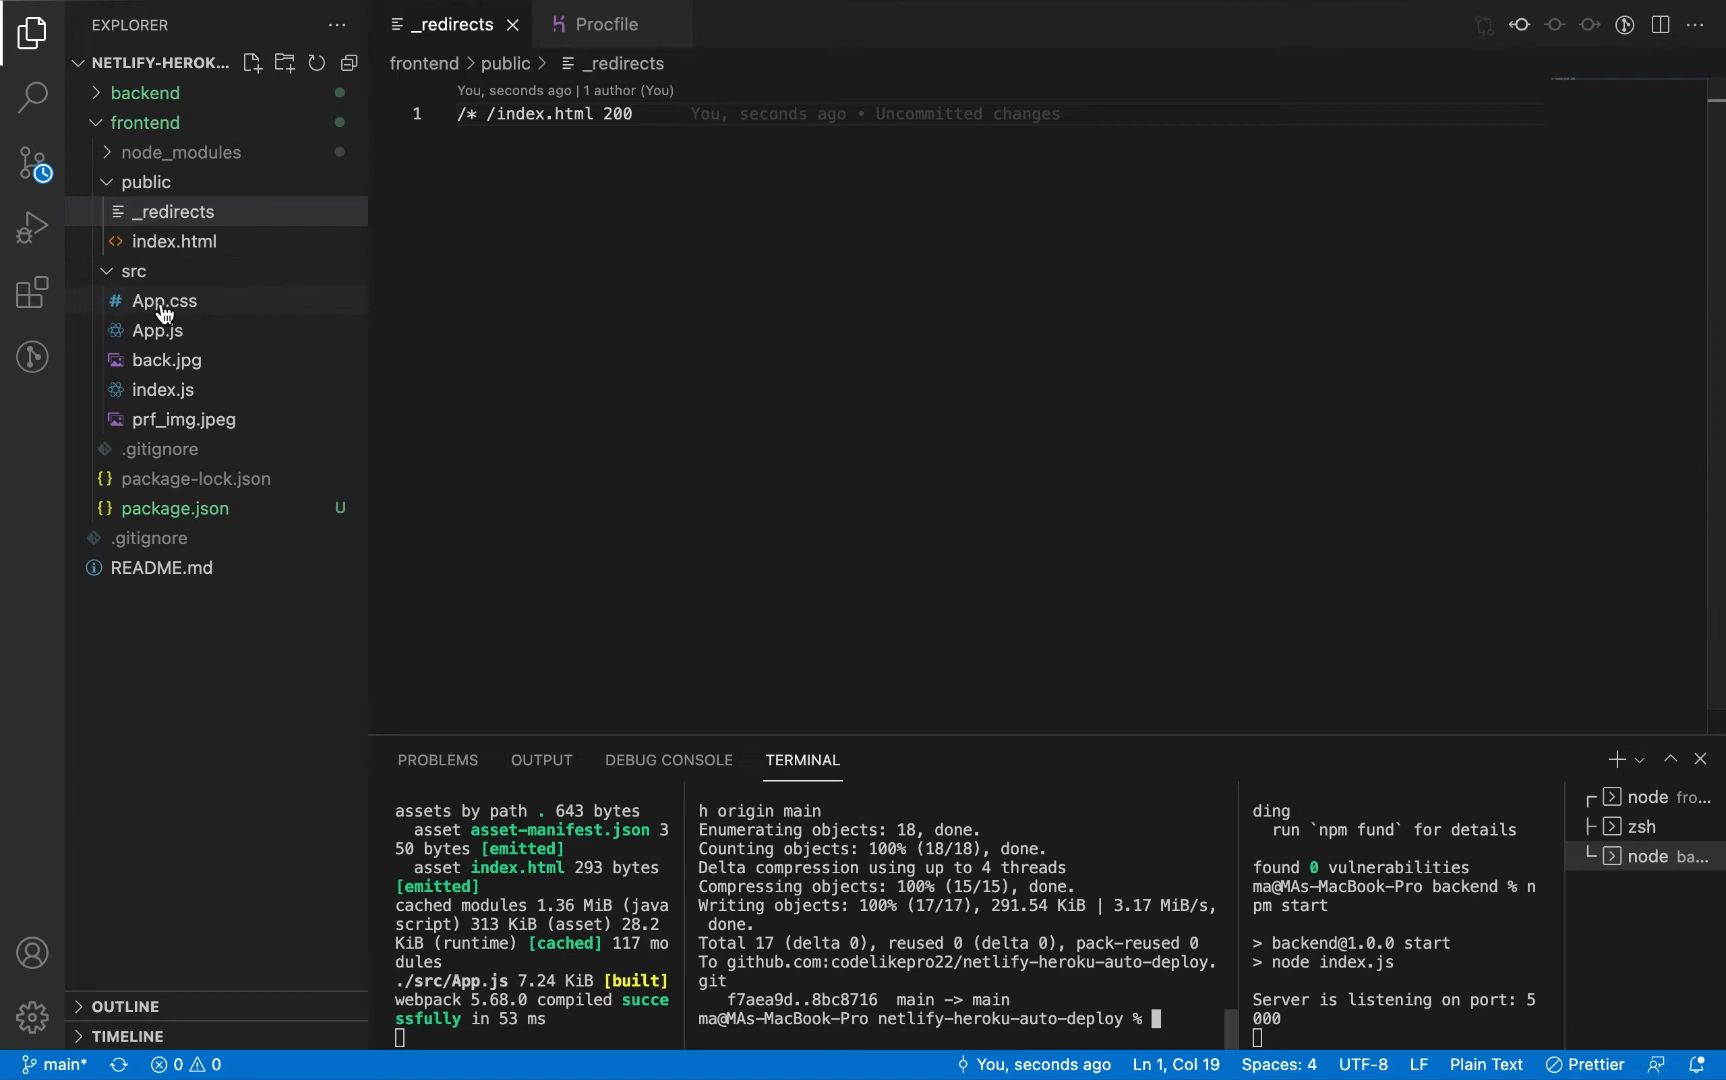 EXPLORER
NETLIFY-HEROK...
backend
frontend
node_modules
public
_redirects
index.html
src
App.css
App.js
back.jpg
index.js
prf_img.jpeg
.gitignore
package-lock.json
package.json U
.gitignore
README.md
OUTLINE
TIMELINE
_redirects
Procfile
frontend > public > _redirects
You, seconds ago | 1 author (You)
1 /* /index.html 200 You, seconds ago • Uncommitted changes
PROBLEMS OUTPUT DEBUG CONSOLE TERMINAL
assets by path . 643 bytes
asset asset-manifest.json 3
50 bytes [emitted]
asset index.html 293 bytes
[emitted]
cached modules 1.36 MiB (java
script) 313 KiB (asset) 28.2
KiB (runtime) [cached] 117 mo
dules
./src/App.js 7.24 KiB [built]
webpack 5.68.0 compiled succe
ssfully in 53 ms
h origin main
Enumerating objects: 18, done.
Counting objects: 100% (18/18), done.
Delta compression using up to 4 threads
Compressing objects: 100% (15/15), done.
Writing objects: 100% (17/17), 291.54 KiB | 3.17 MiB/s,
done.
Total 17 (delta 0), reused 0 (delta 0), pack-reused 0
To github.com:codelikepro22/netlify-heroku-auto-deploy.
git
f7aea9d..8bc8716 main -> main
ma@MAs-MacBook-Pro netlify-heroku-auto-deploy %
ding
run `npm fund` for details
found 0 vulnerabilities
ma@MAs-MacBook-Pro backend % n
pm start
> backend@1.0.0 start
> node index.js
Server is listening on port: 5
000
node fro...
zsh
node ba...
main* 0 0 You, seconds ago Ln 1, Col 19 Spaces: 4 UTF-8 LF Plain Text Prettier